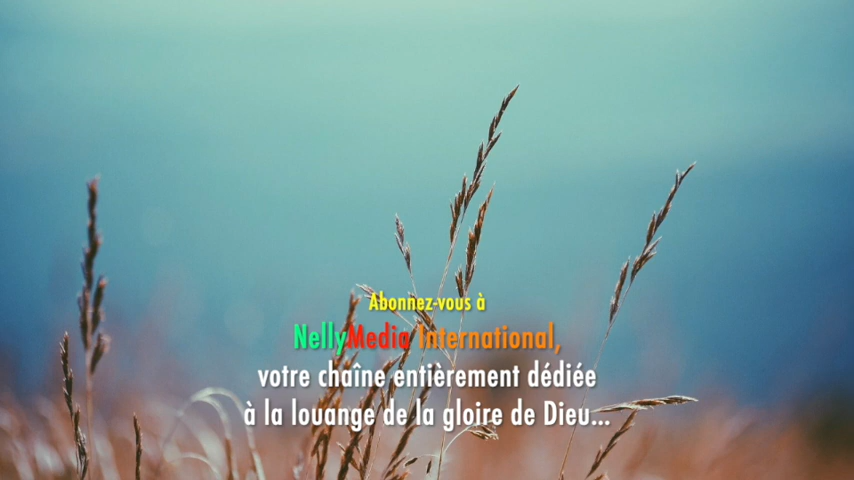 Abonnez-vous à
NellyMedia International,
votre chaîne entièrement dédiée
à la louange de la gloire de Dieu...